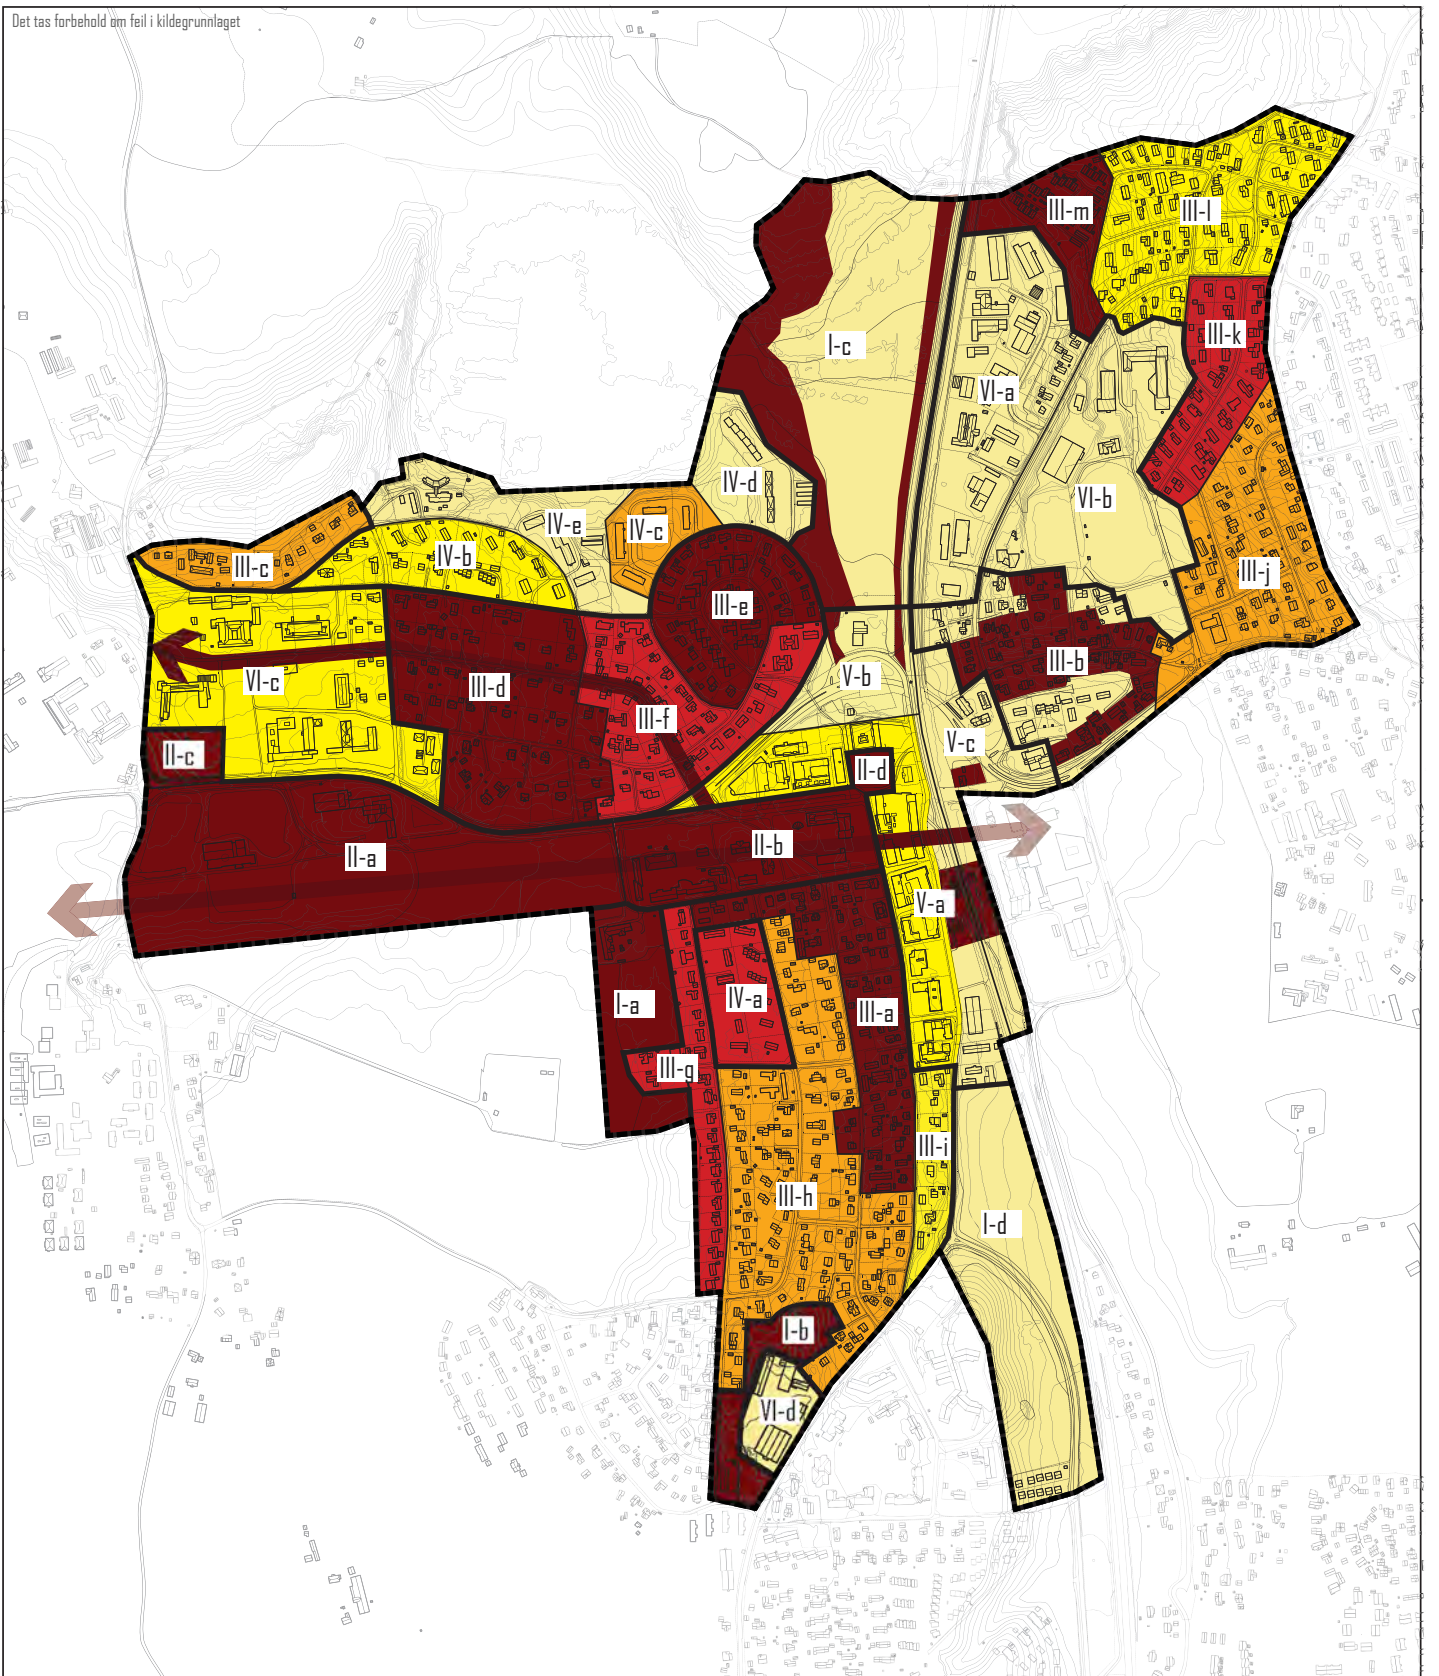 Det tas forbehold om feil i kildegrunnlaget
III-m
III-l
III-k
I-c
VI-a
IV-d
VI-b
IV-e
IV-c
IV-b
III-c
III-j
III-e
III-b
V-b
VI-c
III-d
III-f
V-c
II-c
II-d
II-b
II-a
V-a
I-a
IV-a
III-a
III-g
III-i
III-h
I-d
I-b
VI-d